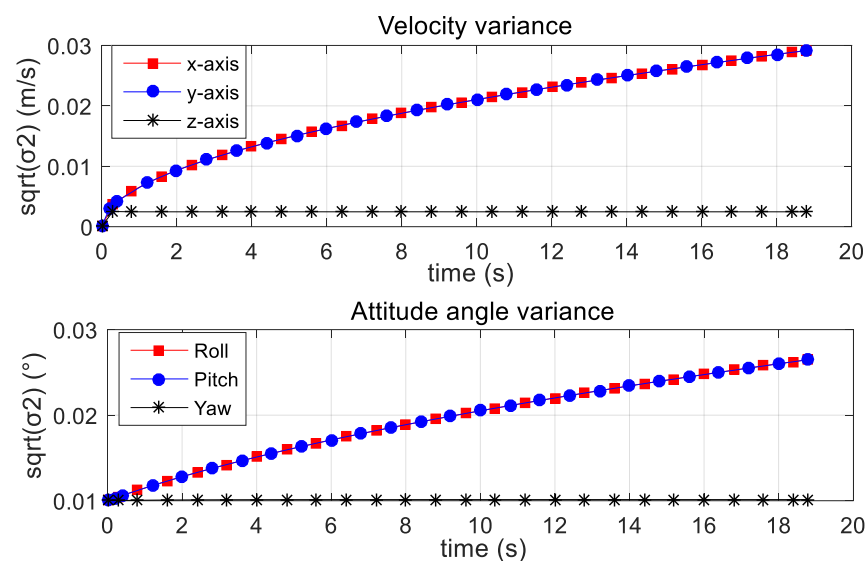 Velocity variance
0.03
0.02
0.01
0
sqrt(σ2) (m/s)
x-axis
y-axis
z-axis
0 2 4 6 8 10 12 14 16 18 20
time (s)
Attitude angle variance
0.03
0.02
0.01
sqrt(σ2) (°)
Roll
Pitch
Yaw
0 2 4 6 8 10 12 14 16 18 20
time (s)